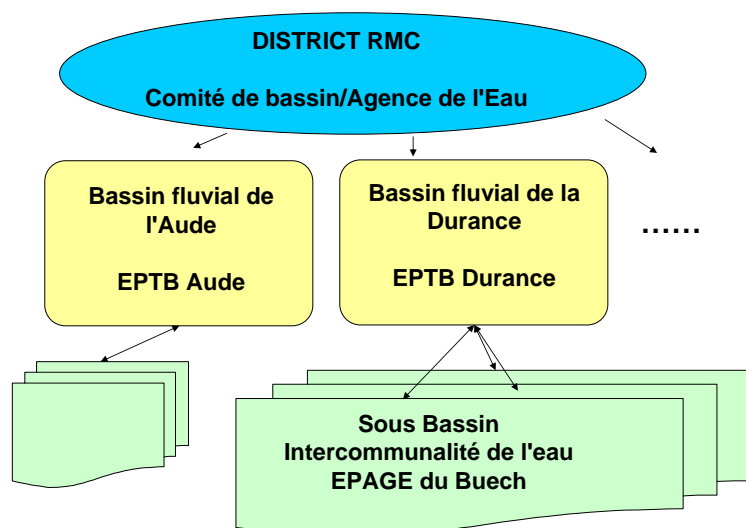 DISTRICT RMC
Comité de bassin/Agence de l'Eau
Bassin fluvial de
l'Aude
EPTB Aude
Bassin fluvial de la
Durance
EPTB Durance
......
Sous Bassin
Intercommunalité de l'eau
EPAGE du Buech